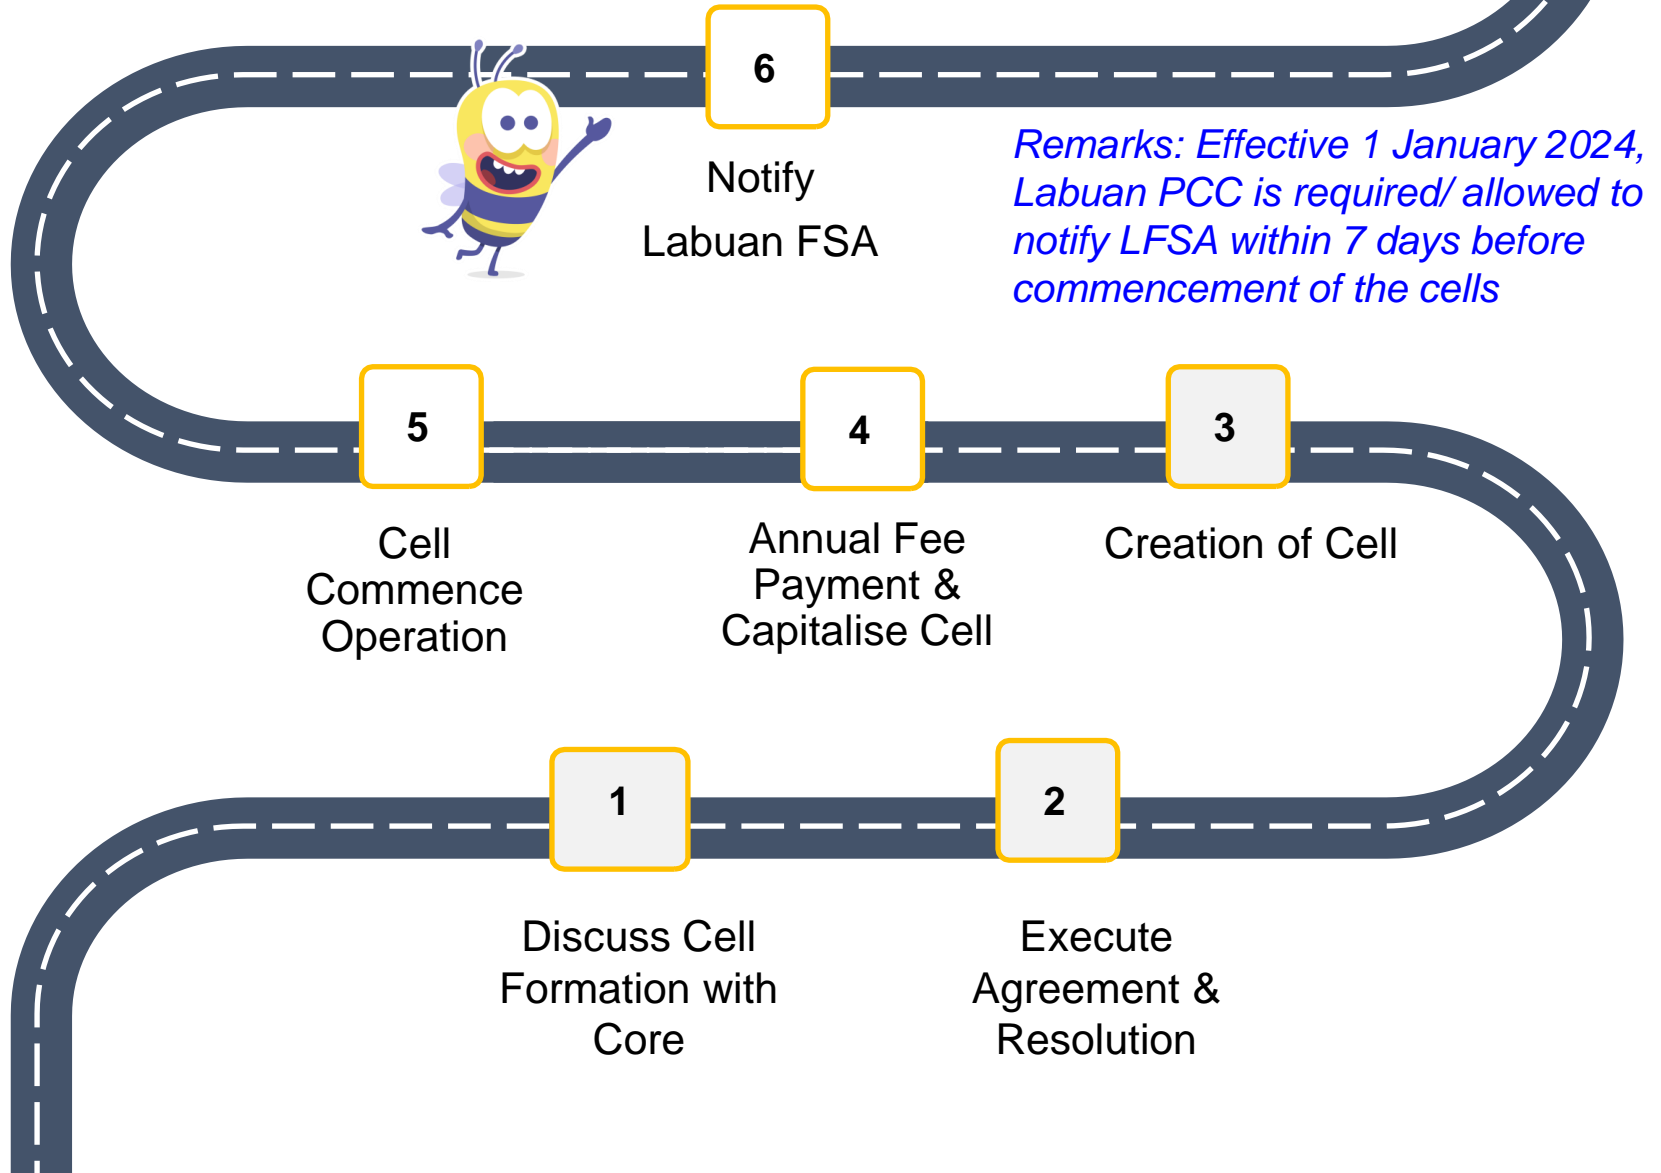 6
Notify
Labuan FSA
Remarks: Effective 1 January 2024,
Labuan PCC is required/ allowed to
notify LFSA within 7 days before
commencement of the cells
5
Cell
Commence
Operation
4
Annual Fee
Payment &
Capitalise Cell
3
Creation of Cell
1
Discuss Cell
Formation with
Core
2
Execute
Agreement &
Resolution